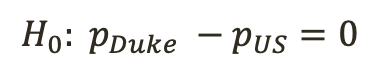 H₀: p_Duke − p_US = 0